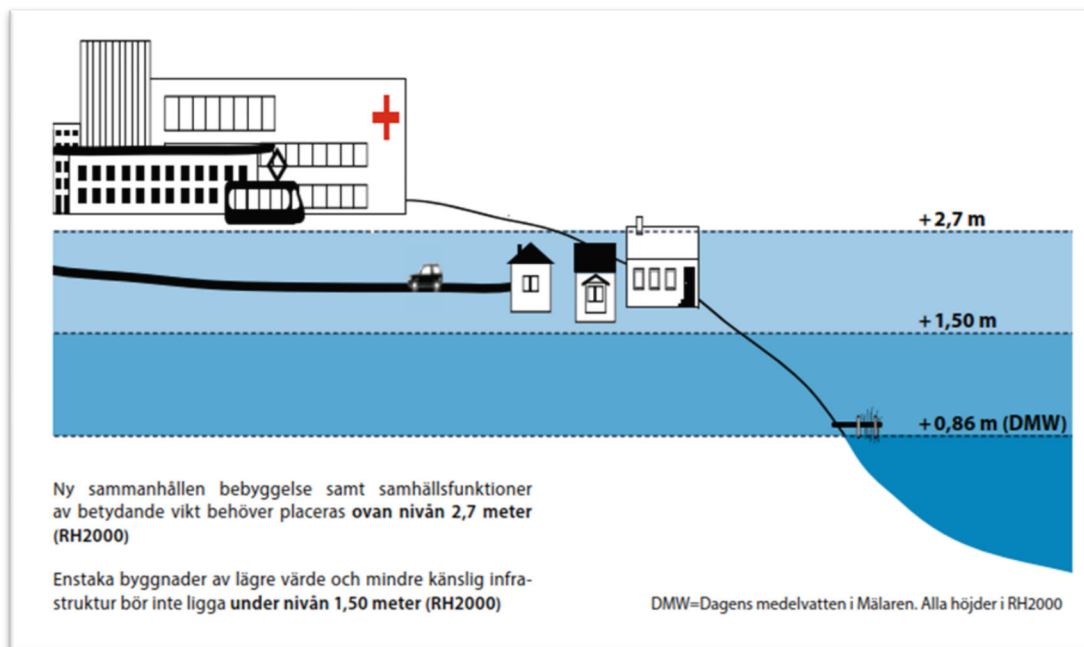 + 2,7 m
+ 1,50 m
+ 0,86 m (DMW)
Ny sammanhållen bebyggelse samt samhällsfunktioner
av betydande vikt behöver placeras ovan nivån 2,7 meter
(RH2000)
Enstaka byggnader av lägre värde och mindre känslig infra-
struktur bör inte ligga under nivån 1,50 meter (RH2000)
DMW=Dagens medelvatten i Mälaren. Alla höjder i RH2000